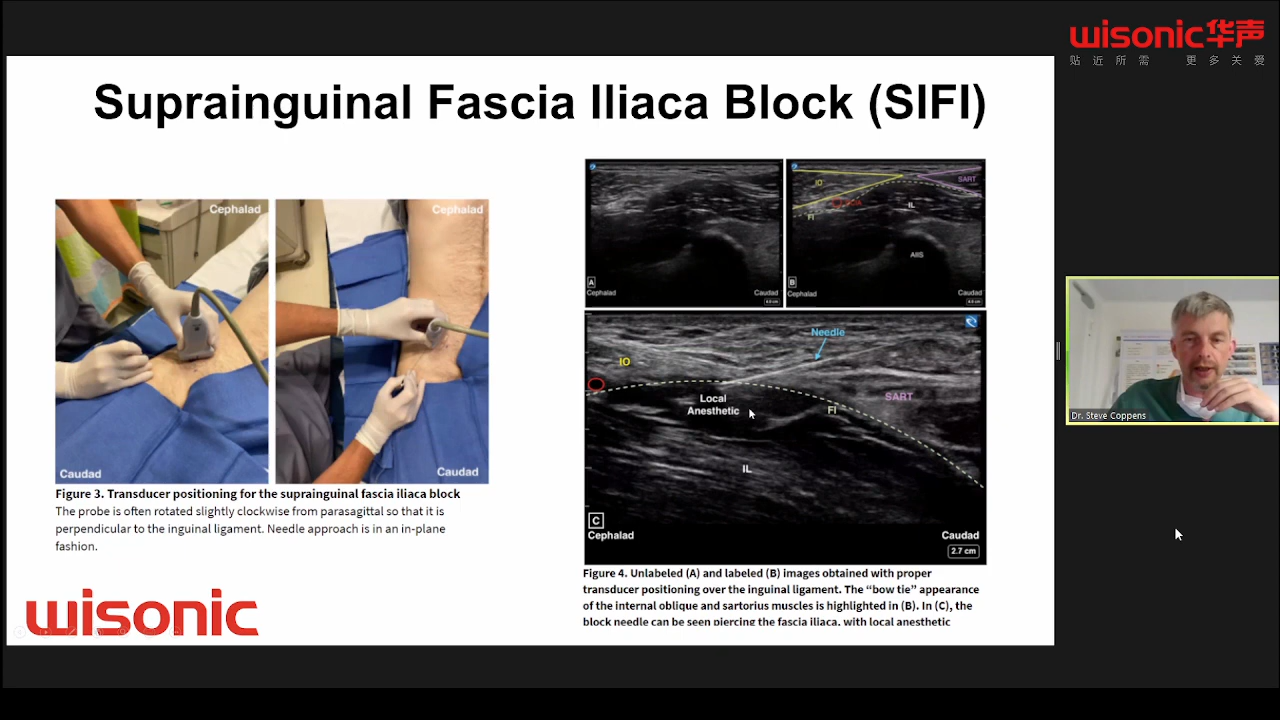 wisonic华声
贴近所需 更多关爱
Suprainguinal Fascia Iliaca Block (SIFI)
Cephalad
Cephalad
Caudad
Caudad
Figure 3. Transducer positioning for the suprainguinal fascia iliaca block
The probe is often rotated slightly clockwise from parasagittal so that it is
perpendicular to the inguinal ligament. Needle approach is in an in-plane
fashion.
wisonic
A
Cephalad
Caudad
IO
SART
FI
IL
AIIS
B
Cephalad
Caudad
Needle
IO
Local
Anesthetic
FI
SART
IL
C
Cephalad
Caudad
2.7 cm
Figure 4. Unlabeled (A) and labeled (B) images obtained with proper
transducer positioning over the inguinal ligament. The “bow tie” appearance
of the internal oblique and sartorius muscles is highlighted in (B). In (C), the
block needle can be seen piercing the fascia iliaca, with local anesthetic
Dr. Steve Coppens